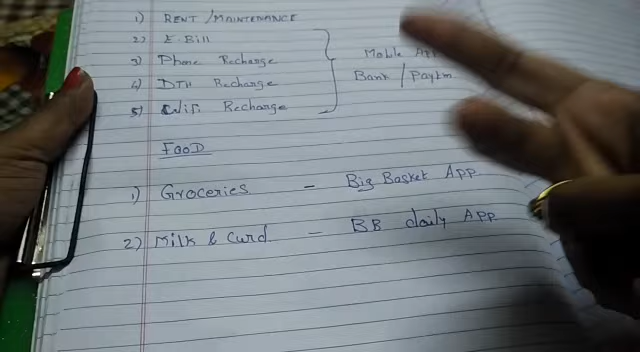 1) RENT / MAINTENANCE
2) E. Bill
3) Phone Recharge
4) DTH Recharge
5) Wifi Recharge
Mobile
Bank / Paytm
FOOD
1) Groceries - Big Basket App
2) Milk & Curd - BB daily App